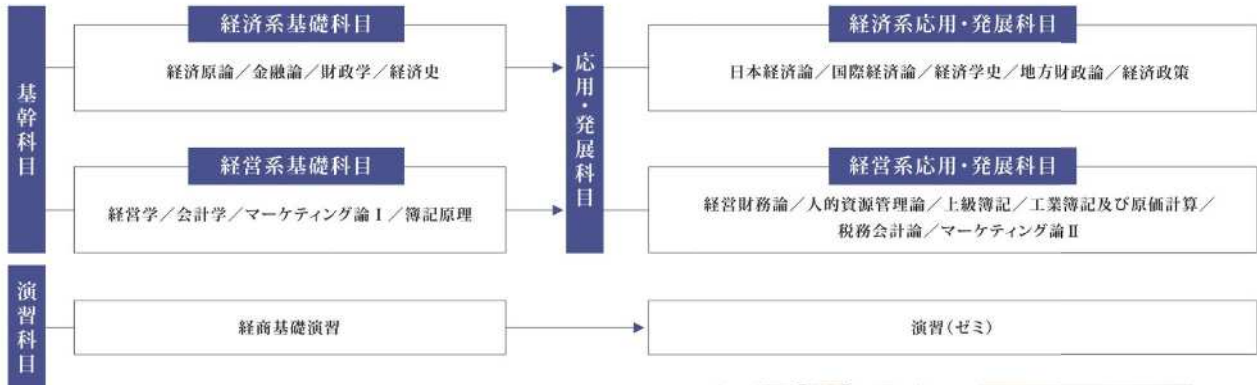 基幹科目
経済系基礎科目
経済原論／金融論／財政学／経済史
経営系基礎科目
経営学／会計学／マーケティング論Ⅰ／簿記原理
応用・発展科目
経済系応用・発展科目
日本経済論／国際経済論／経済学史／地方財政論／経済政策
経営系応用・発展科目
経営財務論／人的資源管理論／上級簿記／工業簿記及び原価計算／
税務会計論／マーケティング論Ⅱ
演習科目
経商基礎演習
演習（ゼミ）